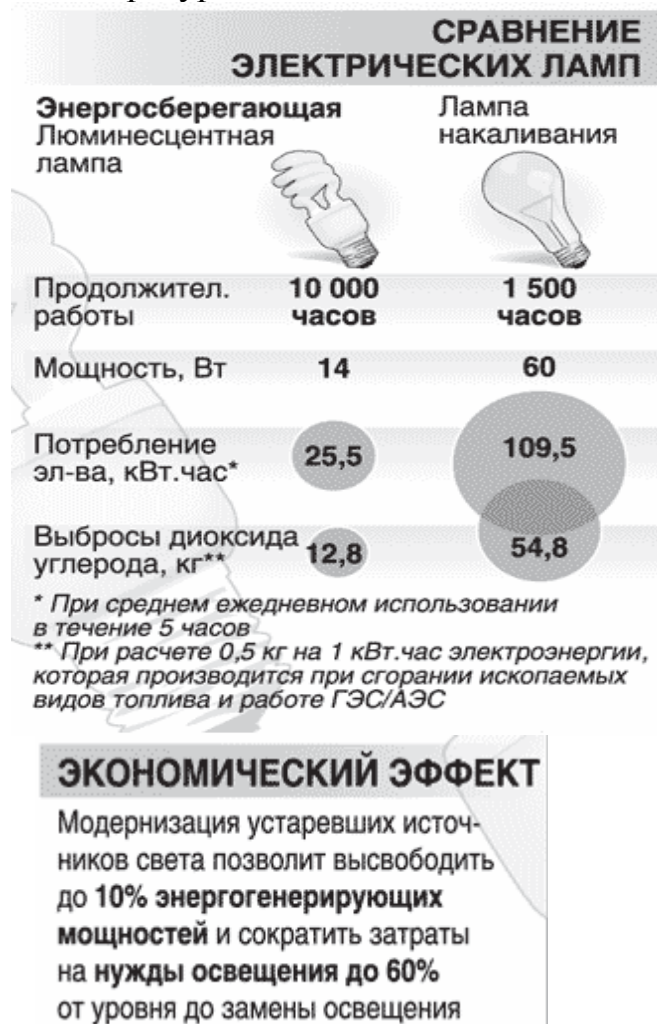 СРАВНЕНИЕ
ЭЛЕКТРИЧЕСКИХ ЛАМП
Энергосберегающая
Люминесцентная
лампа
Лампа
накаливания
Продолжител.
работы
10 000
часов
1 500
часов
Мощность, Вт 14 60
Потребление
эл-ва, кВт.час*
25,5 109,5
Выбросы диоксида
углерода, кг**
12,8 54,8
* При среднем ежедневном использовании
в течение 5 часов
** При расчете 0,5 кг на 1 кВт.час электроэнергии,
которая производится при сгорании ископаемых
видов топлива и работе ГЭС/АЭС
ЭКОНОМИЧЕСКИЙ ЭФФЕКТ
Модернизация устаревших источ-
ников света позволит высвободить
до 10% энергогенерирующих
мощностей и сократить затраты
на нужды освещения до 60%
от уровня до замены освещения